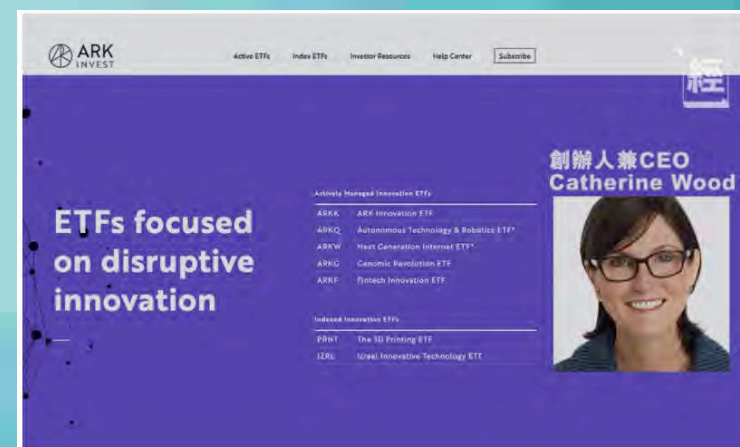 ARK
INVEST
Active ETFs
Index ETFs
Investor Resources
Help Center
Subscribe
經
創辦人兼CEO
Catherine Wood
ETFs focused
on disruptive
innovation
Actively Managed Innovation ETFs
ARKK ARK Innovation ETF
ARKQ Autonomous Technology & Robotics ETF*
ARKW Next Generation Internet ETF*
ARKG Genomic Revolution ETF
ARKF Fintech Innovation ETF
Indexed Innovation ETFs
PRNT The 3D Printing ETF
IZRL Israel Innovative Technology ETF